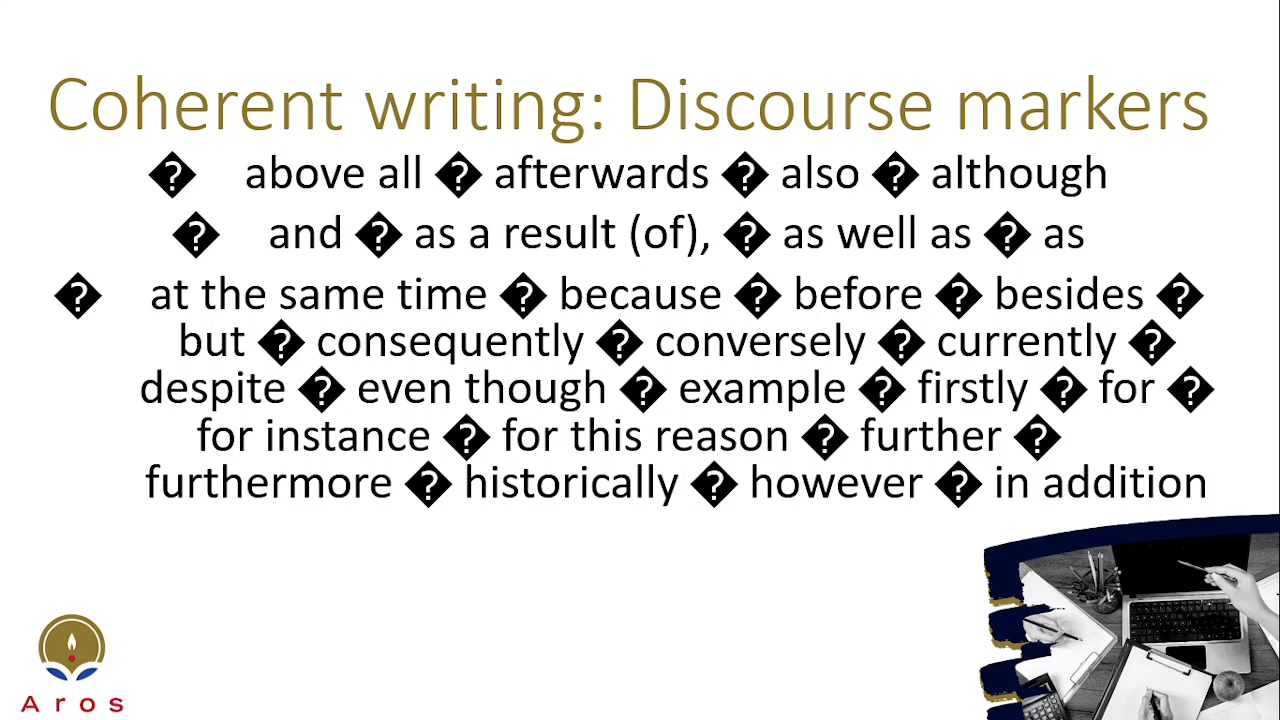 Coherent writing: Discourse markers
� above all � afterwards � also � although
� and � as a result (of), � as well as � as
� at the same time � because � before � besides �
but � consequently � conversely � currently �
despite � even though � example � firstly � for �
for instance � for this reason � further �
furthermore � historically � however � in addition
Aros